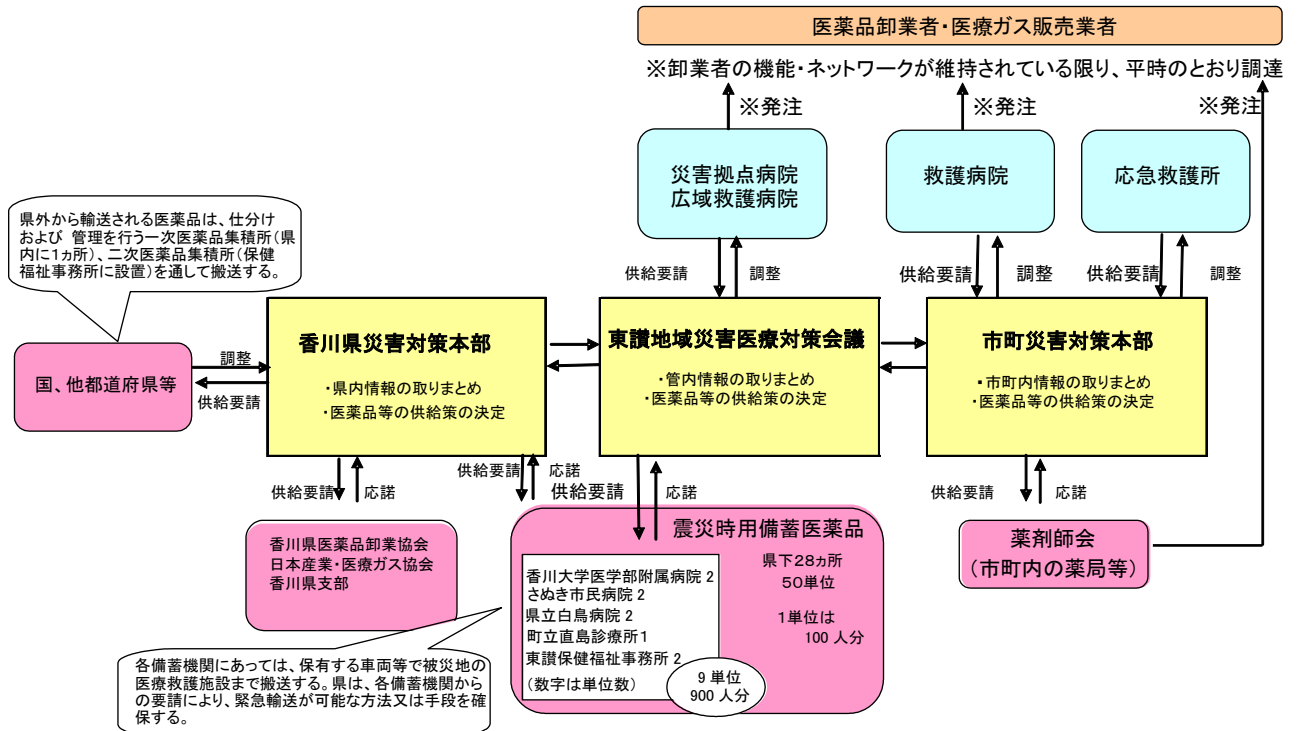 医薬品卸業者・医療ガス販売業者
※卸業者の機能・ネットワークが維持されている限り、平時のとおり調達
※発注
※発注
※発注
災害拠点病院
広域救護病院
救護病院
応急救護所
県外から輸送される医薬品は、仕分け
および 管理を行う一次医薬品集積所(県
内に1ヵ所)、二次医薬品集積所(保健
福祉事務所に設置)を通して搬送する。
供給要請
調整
供給要請
調整
供給要請
調整
国、他都道府県等
調整
供給要請
香川県災害対策本部
・県内情報の取りまとめ
・医薬品等の供給策の決定
東讃地域災害医療対策会議
・管内情報の取りまとめ
・医薬品等の供給策の決定
市町災害対策本部
・市町内情報の取りまとめ
・医薬品等の供給策の決定
供給要請
応諾
供給要請
応諾
供給要請
応諾
供給要請
応諾
香川県医薬品卸業協会
日本産業・医療ガス協会
香川県支部
震災時用備蓄医薬品
香川大学医学部附属病院 2
さぬき市民病院 2
県立白鳥病院 2
町立直島診療所1
東讃保健福祉事務所 2
(数字は単位数)
9 単位
900 人分
県下28ヵ所
50単位
1単位は
100 人分
薬剤師会
(市町内の薬局等)
各備蓄機関にあっては、保有する車両等で被災地の
医療救護施設まで搬送する。県は、各備蓄機関から
の要請により、緊急輸送が可能な方法又は手段を確
保する。